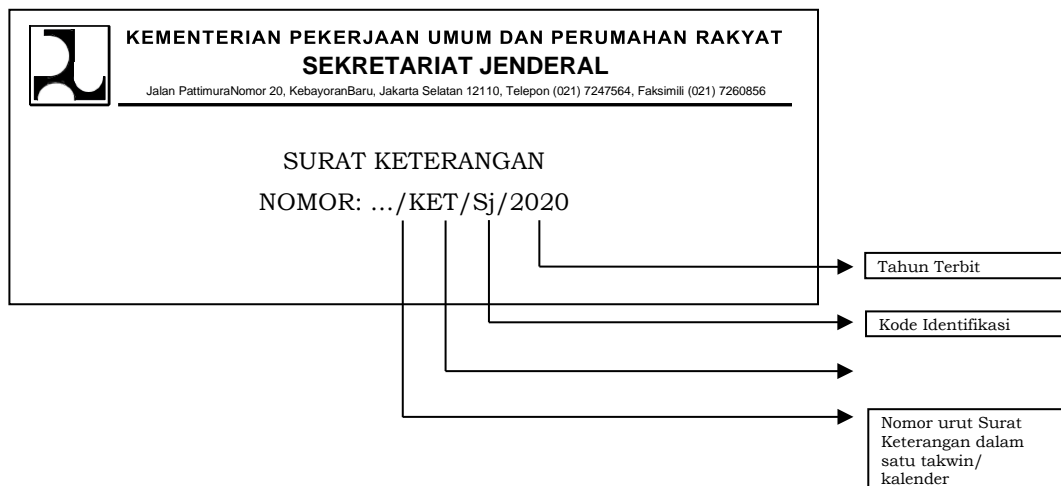 KEMENTERIAN PEKERJAAN UMUM DAN PERUMAHAN RAKYAT
SEKRETARIAT JENDERAL
Jalan PattimuraNomor 20, KebayoranBaru, Jakarta Selatan 12110, Telepon (021) 7247564, Faksimili (021) 7260856
SURAT KETERANGAN
NOMOR: .../KET/Sj/2020
Tahun Terbit
Kode Identifikasi
Nomor urut Surat
Keterangan dalam
satu takwin/
kalender